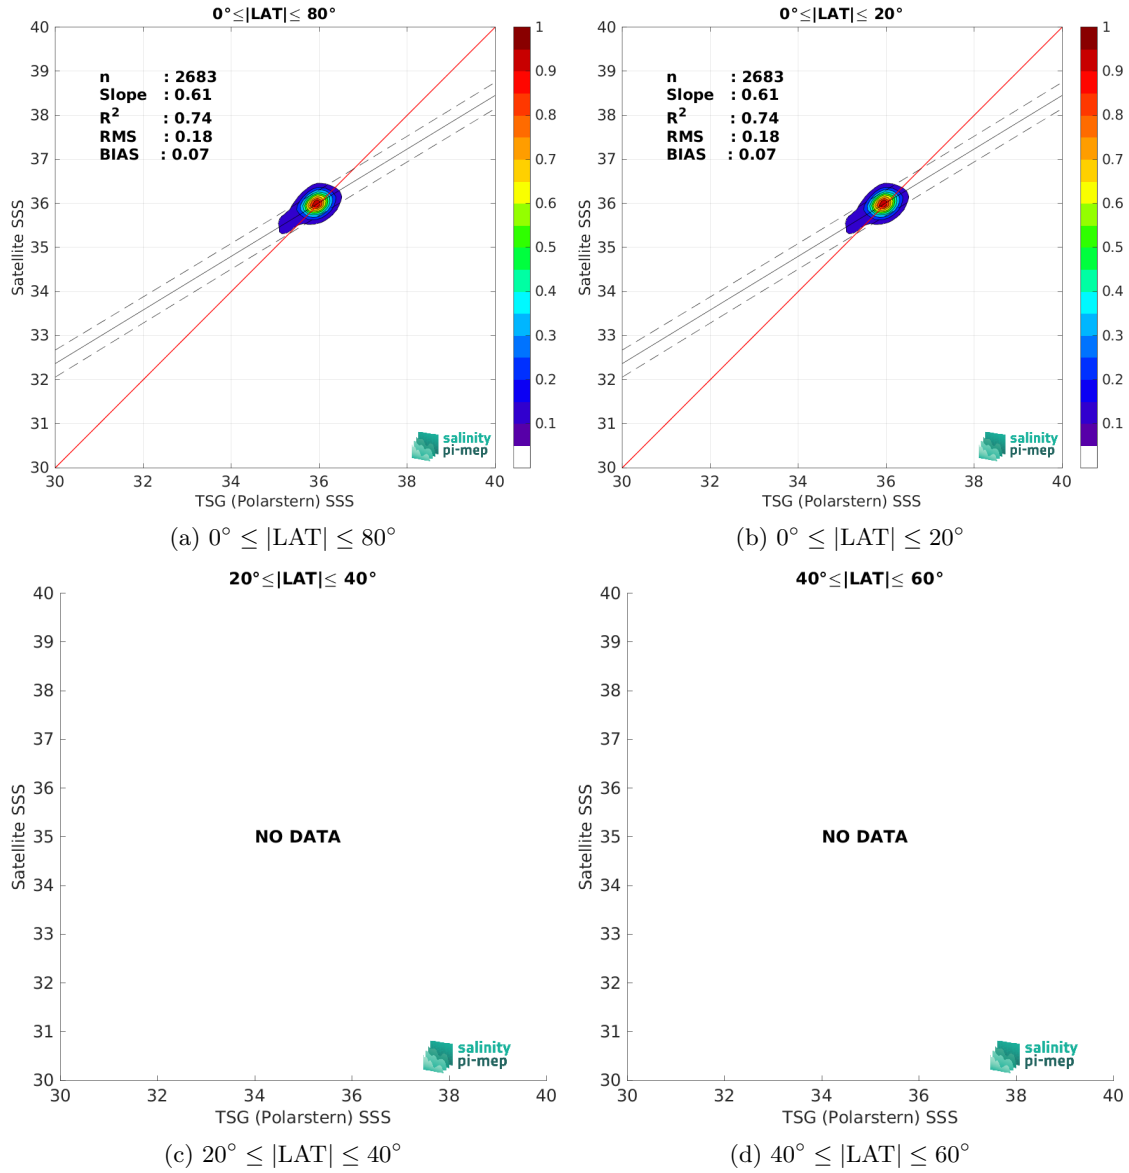 0°≤|LAT|≤ 80°
40
39
38
37
36
35
34
33
32
31
30
Satellite SSS
n : 2683
Slope : 0.61
R² : 0.74
RMS : 0.18
BIAS : 0.07
salinity
pi-mep
30 32 34 36 38 40
TSG (Polarstern) SSS
1
0.9
0.8
0.7
0.6
0.5
0.4
0.3
0.2
0.1
(a) 0° ≤ |LAT| ≤ 80°
0°≤|LAT|≤ 20°
40
39
38
37
36
35
34
33
32
31
30
Satellite SSS
n : 2683
Slope : 0.61
R² : 0.74
RMS : 0.18
BIAS : 0.07
salinity
pi-mep
30 32 34 36 38 40
TSG (Polarstern) SSS
1
0.9
0.8
0.7
0.6
0.5
0.4
0.3
0.2
0.1
(b) 0° ≤ |LAT| ≤ 20°
20°≤|LAT|≤ 40°
40
39
38
37
36
35
34
33
32
31
30
Satellite SSS
NO DATA
salinity
pi-mep
30 32 34 36 38 40
TSG (Polarstern) SSS
(c) 20° ≤ |LAT| ≤ 40°
40°≤|LAT|≤ 60°
40
39
38
37
36
35
34
33
32
31
30
Satellite SSS
NO DATA
salinity
pi-mep
30 32 34 36 38 40
TSG (Polarstern) SSS
(d) 40° ≤ |LAT| ≤ 60°